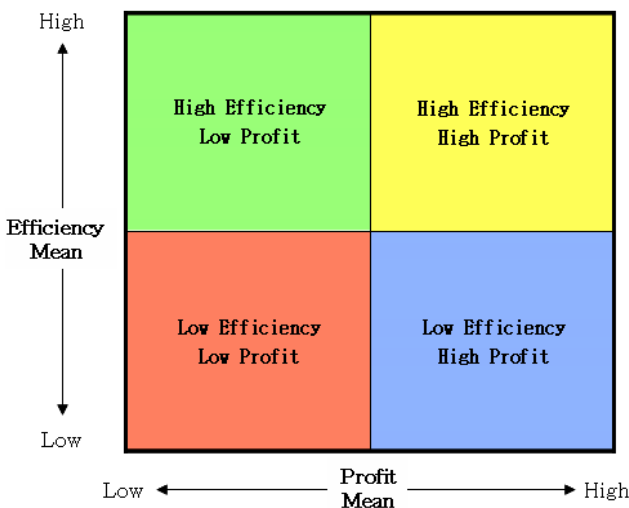 High
High Efficiency
Low Profit
High Efficiency
High Profit
Efficiency
Mean
Low Efficiency
Low Profit
Low Efficiency
High Profit
Low
Low
Profit
Mean
High